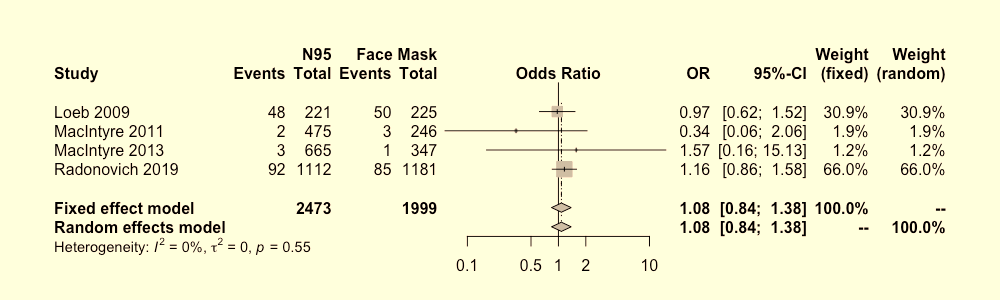 N95 Face Mask Weight Weight
Study Events Total Events Total Odds Ratio OR 95%-CI (fixed) (random)
Loeb 2009 48 221 50 225 0.97 [0.62; 1.52] 30.9% 30.9%
MacIntyre 2011 2 475 3 246 0.34 [0.06; 2.06] 1.9% 1.9%
MacIntyre 2013 3 665 1 347 1.57 [0.16; 15.13] 1.2% 1.2%
Radonovich 2019 92 1112 85 1181 1.16 [0.86; 1.58] 66.0% 66.0%
Fixed effect model 2473 1999 1.08 [0.84; 1.38] 100.0% --
Random effects model 1.08 [0.84; 1.38] -- 100.0%
Heterogeneity: I² = 0%, τ² = 0, p = 0.55
0.1 0.5 1 2 10